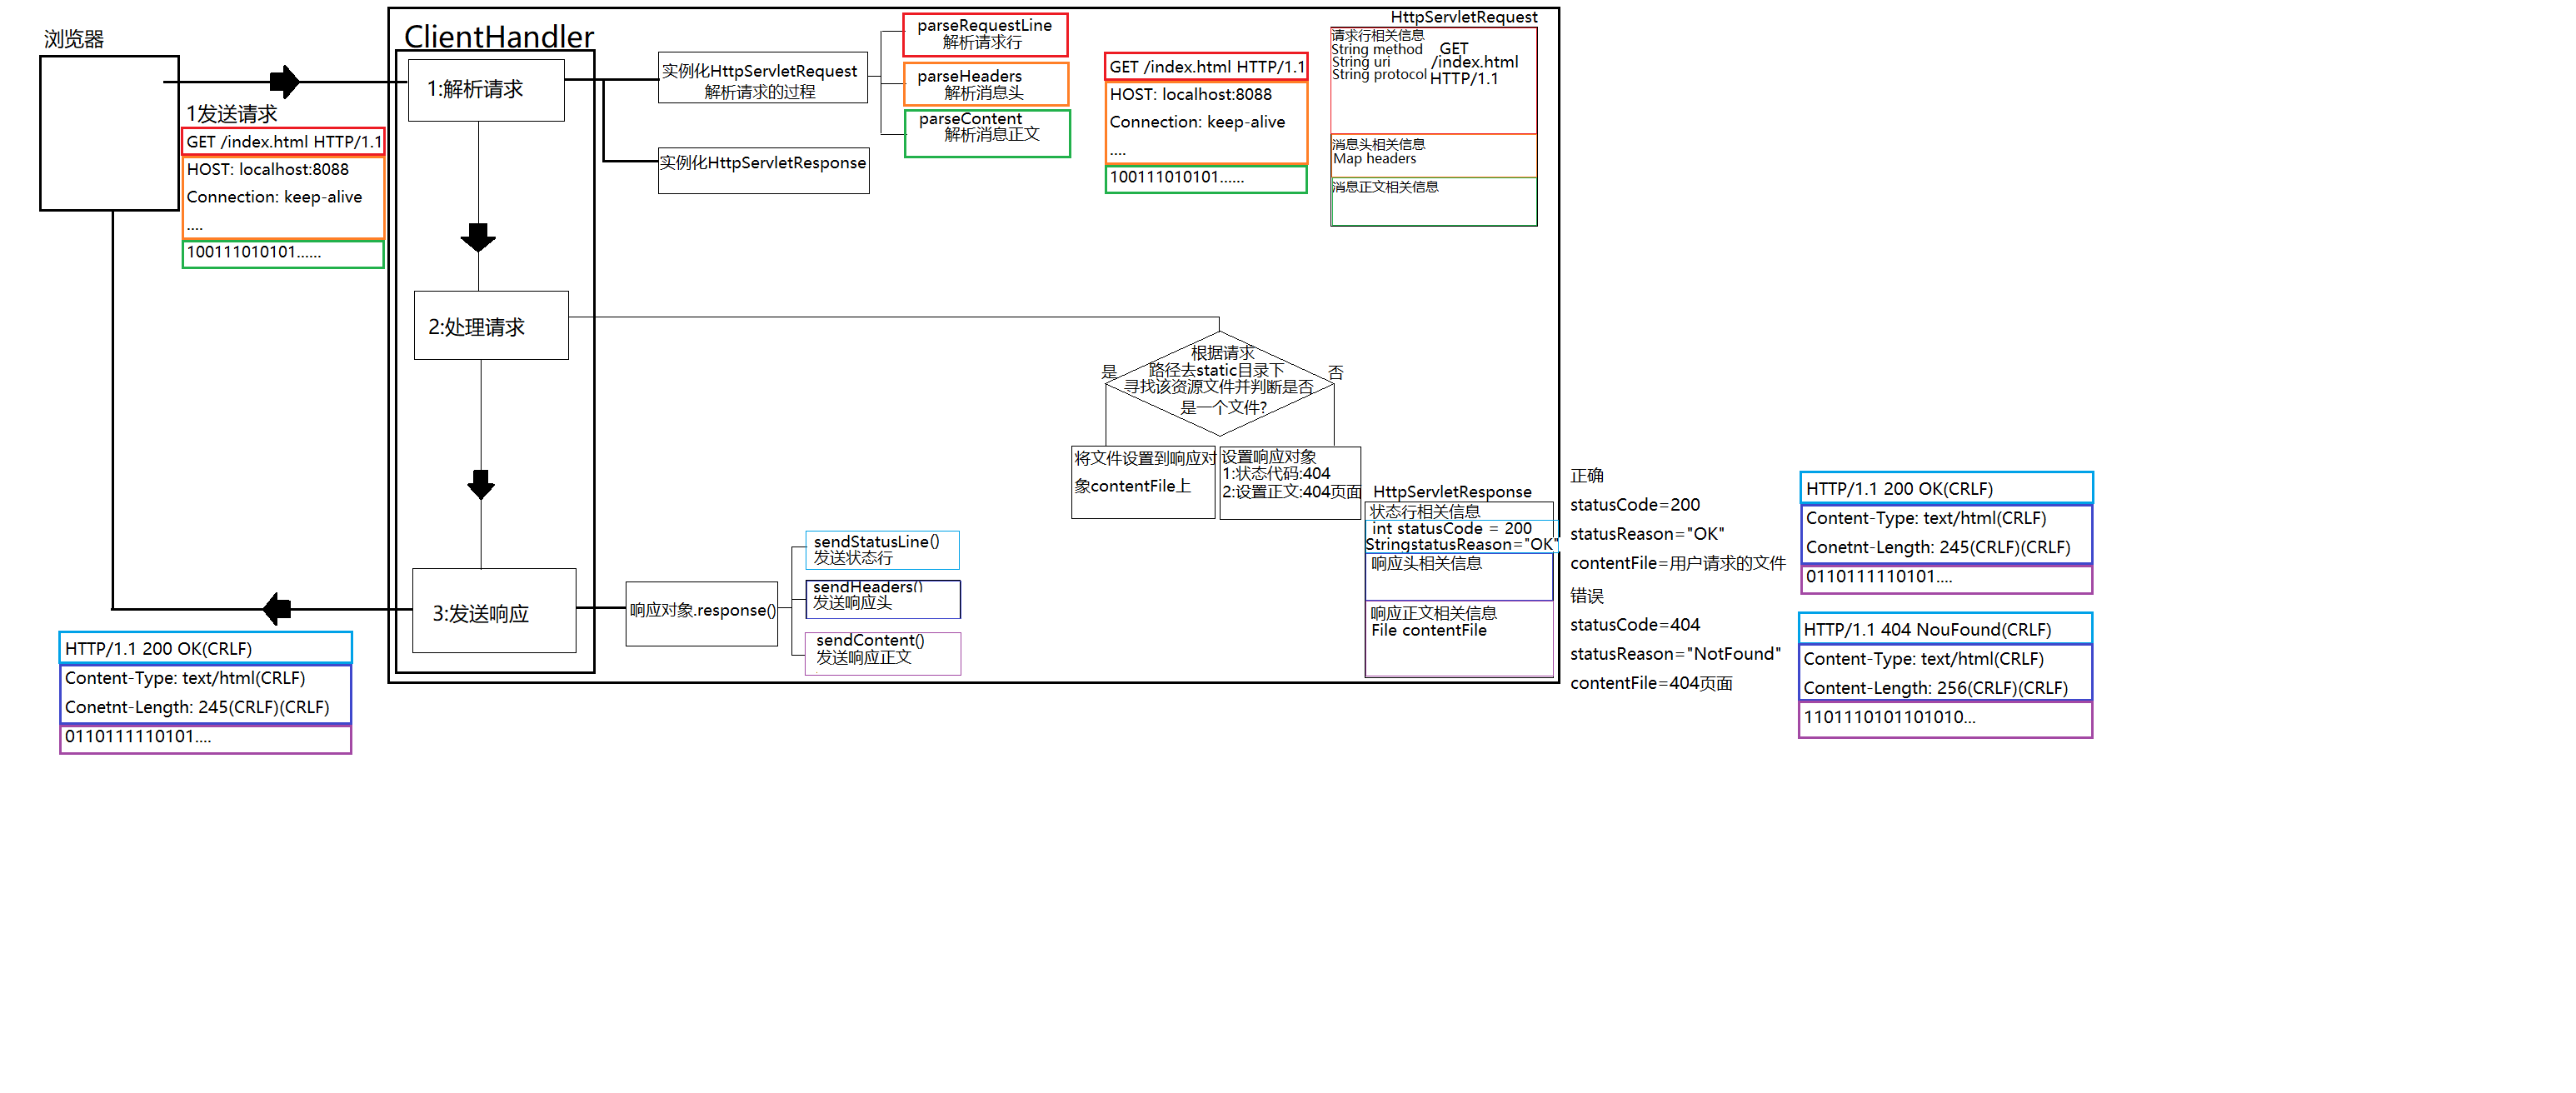 浏览器
1发送请求
GET /index.html HTTP/1.1
HOST: localhost:8088
Connection: keep-alive
....
100111010101......
ClientHandler
1:解析请求
2:处理请求
3:发送响应
实例化HttpServletRequest
解析请求的过程
实例化HttpServletResponse
parseRequestLine
解析请求行
parseHeaders
解析消息头
parseContent
解析消息正文
GET /index.html HTTP/1.1
HOST: localhost:8088
Connection: keep-alive
....
100111010101......
HttpServletRequest
请求行相关信息
String method GET
String uri /index.html
String protocol HTTP/1.1
消息头相关信息
Map headers
消息正文相关信息
根据请求
路径去static目录下
寻找该资源文件并判断是否
是一个文件?
是
否
将文件设置到响应对
象contentFile上
设置响应对象
1:状态代码:404
2:设置正文:404页面
HttpServletResponse
状态行相关信息
int statusCode = 200
StringstatusReason="OK"
响应头相关信息
响应正文相关信息
File contentFile
响应对象.response()
sendStatusLine()
发送状态行
sendHeaders()
发送响应头
sendContent()
发送响应正文
正确
statusCode=200
statusReason="OK"
contentFile=用户请求的文件
错误
statusCode=404
statusReason="NotFound"
contentFile=404页面
HTTP/1.1 200 OK(CRLF)
Content-Type: text/html(CRLF)
Conetnt-Length: 245(CRLF)(CRLF)
0110111110101....
HTTP/1.1 404 NouFound(CRLF)
Content-Type: text/html(CRLF)
Content-Length: 256(CRLF)(CRLF)
1101110101101010...
HTTP/1.1 200 OK(CRLF)
Content-Type: text/html(CRLF)
Conetnt-Length: 245(CRLF)(CRLF)
0110111110101....